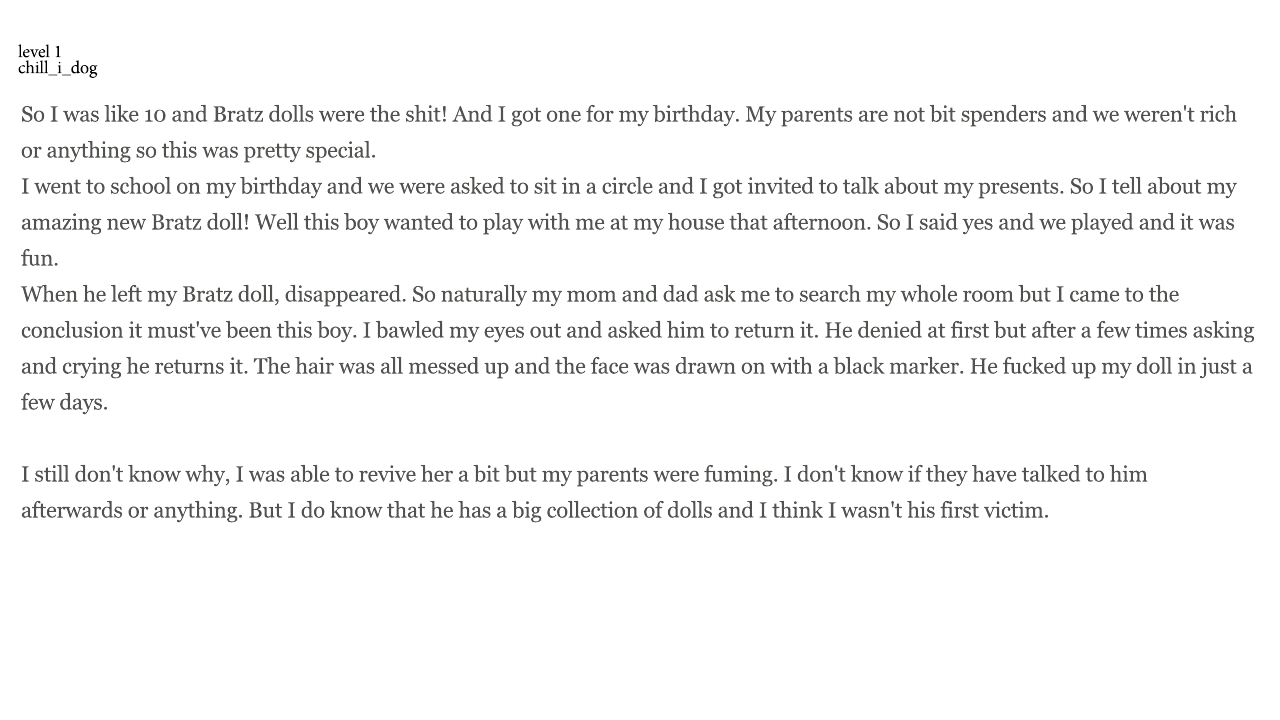 level 1
chill_i_dog
So I was like 10 and Bratz dolls were the shit! And I got one for my birthday. My parents are not bit spenders and we weren't rich
or anything so this was pretty special.
I went to school on my birthday and we were asked to sit in a circle and I got invited to talk about my presents. So I tell about my
amazing new Bratz doll! Well this boy wanted to play with me at my house that afternoon. So I said yes and we played and it was
fun.
When he left my Bratz doll, disappeared. So naturally my mom and dad ask me to search my whole room but I came to the
conclusion it must've been this boy. I bawled my eyes out and asked him to return it. He denied at first but after a few times asking
and crying he returns it. The hair was all messed up and the face was drawn on with a black marker. He fucked up my doll in just a
few days.
I still don't know why, I was able to revive her a bit but my parents were fuming. I don't know if they have talked to him
afterwards or anything. But I do know that he has a big collection of dolls and I think I wasn't his first victim.